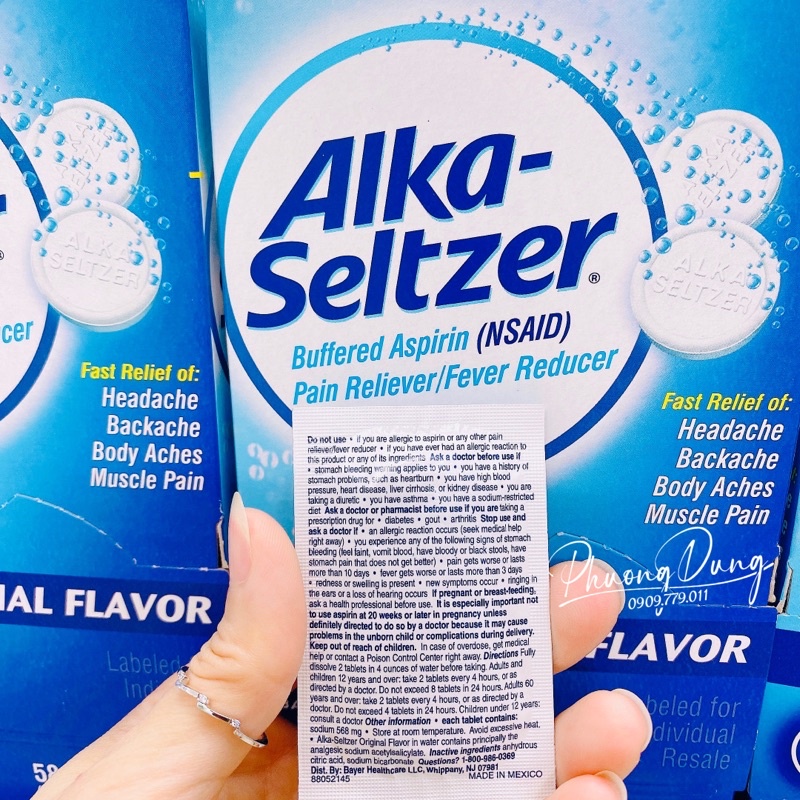 Alka-
Seltzer®
Buffered Aspirin (NSAID)
Pain Reliever/Fever Reducer
ALKA
SELTZER
ALKA
SELTZER
Fast Relief of:
Headache
Backache
Body Aches
Muscle Pain
cer
ALKA
SELTZER
Fast Relief of:
Headache
Backache
Body Aches
Muscle Pain
Do not use • if you are allergic to aspirin or any other pain
reliever/fever reducer • if you have ever had an allergic reaction to
this product or any of its ingredients Ask a doctor before use if
• stomach bleeding warning applies to you • you have a history of
stomach problems, such as heartburn • you have high blood
pressure, heart disease, liver cirrhosis, or kidney disease • you are
taking a diuretic • you have asthma • you have a sodium-restricted
diet Ask a doctor or pharmacist before use if you are taking a
prescription drug for • diabetes • gout • arthritis Stop use and
ask a doctor if • an allergic reaction occurs (seek medical help
right away) • you experience any of the following signs of stomach
bleeding (feel faint, vomit blood, have bloody or black stools, have
stomach pain that does not get better) • pain gets worse or lasts
more than 10 days • fever gets worse or lasts more than 3 days
• redness or swelling is present • new symptoms occur • ringing in
the ears or a loss of hearing occurs If pregnant or breast-feeding,
ask a health professional before use. It is especially important not
to use aspirin at 20 weeks or later in pregnancy unless
definitely directed to do so by a doctor because it may cause
problems in the unborn child or complications during delivery.
Keep out of reach of children. In case of overdose, get medical
help or contact a Poison Control Center right away. Directions Fully
dissolve 2 tablets in 4 ounces of water before taking. Adults and
children 12 years and over: take 2 tablets every 4 hours, or as
directed by a doctor. Do not exceed 8 tablets in 24 hours. Adults 60
years and over: take 2 tablets every 4 hours, or as directed by a
doctor. Do not exceed 4 tablets in 24 hours. Children under 12 years:
consult a doctor Other information • each tablet contains:
sodium 568 mg • Store at room temperature. Avoid excessive heat.
• Alka-Seltzer Original Flavor in water contains principally the
analgesic sodium acetylsalicylate. Inactive ingredients anhydrous
citric acid, sodium bicarbonate Questions? 1-800-986-0369
Dist. By: Bayer Healthcare LLC, Whippany, NJ 07981
88052145 MADE IN MEXICO
Phuong Dung
0909.779.011
NAL FLAVOR
Labeled
Ind
58
FLAVOR
beled for
dividual
Resale